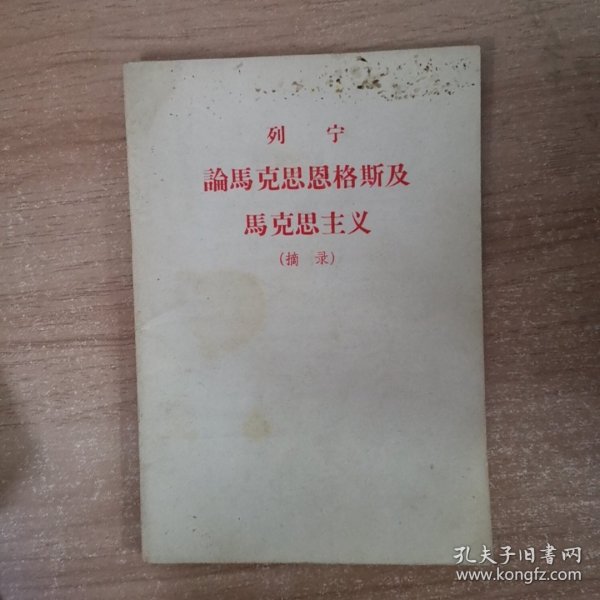 列 宁
論馬克思恩格斯及
馬克思主义
(摘 录)
孔夫子旧書网
www.kongfz.com